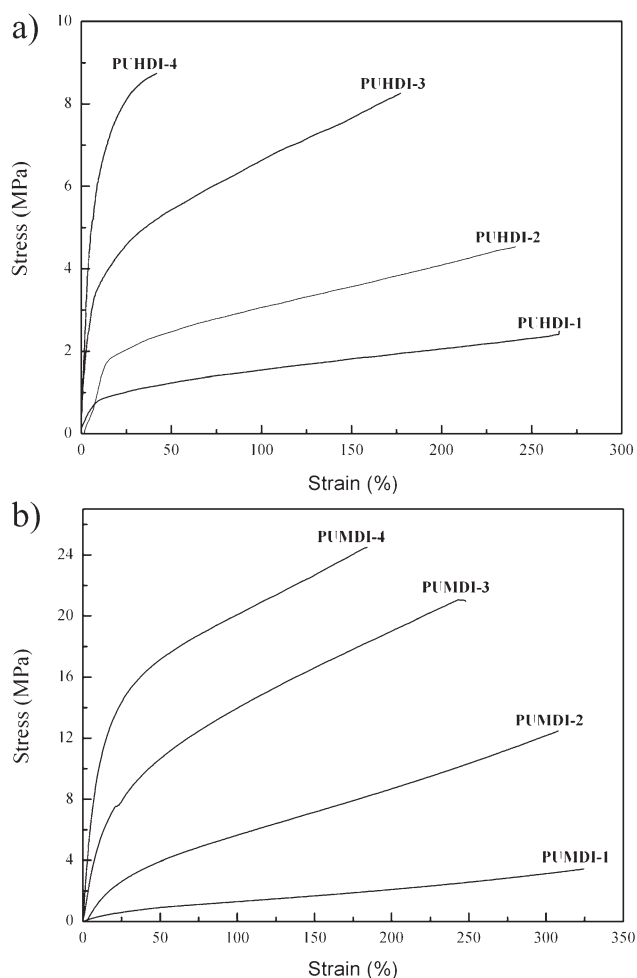 a)
10
8
6
4
2
0
Stress (MPa)
PUHDI-4
PUHDI-3
PUHDI-2
PUHDI-1
0 50 100 150 200 250 300
Strain (%)
b)
24
20
16
12
8
4
0
Stress (MPa)
PUMDI-4
PUMDI-3
PUMDI-2
PUMDI-1
0 50 100 150 200 250 300 350
Strain (%)